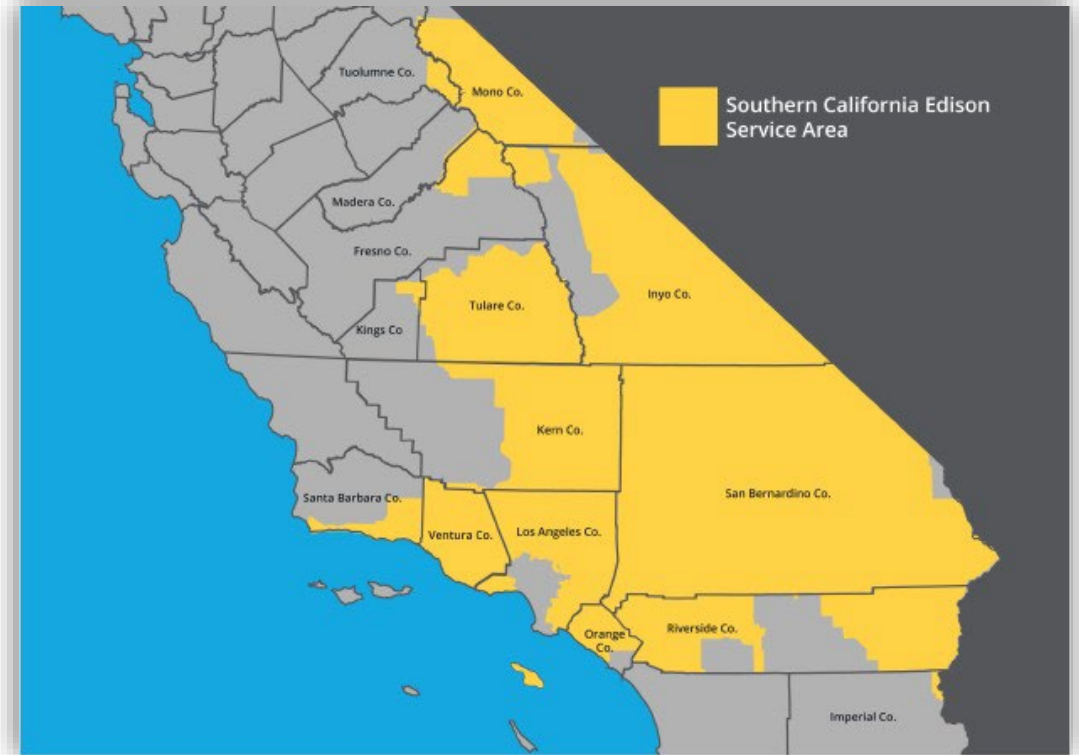 Tuolumne Co.
Mono Co.
Southern California Edison
Service Area
Madera Co.
Fresno Co.
Inyo Co.
Tulare Co.
Kings Co
Kern Co.
San Bernardino Co.
Santa Barbara Co.
Ventura Co.
Los Angeles Co.
Riverside Co.
Orange
Co.
Imperial Co.